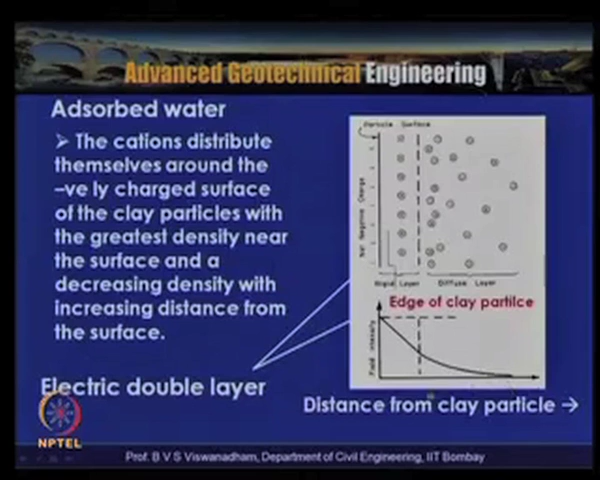 Advanced Geotechnical Engineering
Adsorbed water
➢ The cations distribute
themselves around the
–ve ly charged surface
of the clay particles with
the greatest density near
the surface and a
decreasing density with
increasing distance from
the surface.
Electric double layer
Particle Surface
Net Negative Charge
Rigid Layer
Diffuse Layer
Edge of clay partilce
Field Intensity
Distance from clay particle →
NPTEL
Prof. B V S Viswanadham, Department of Civil Engineering, IIT Bombay